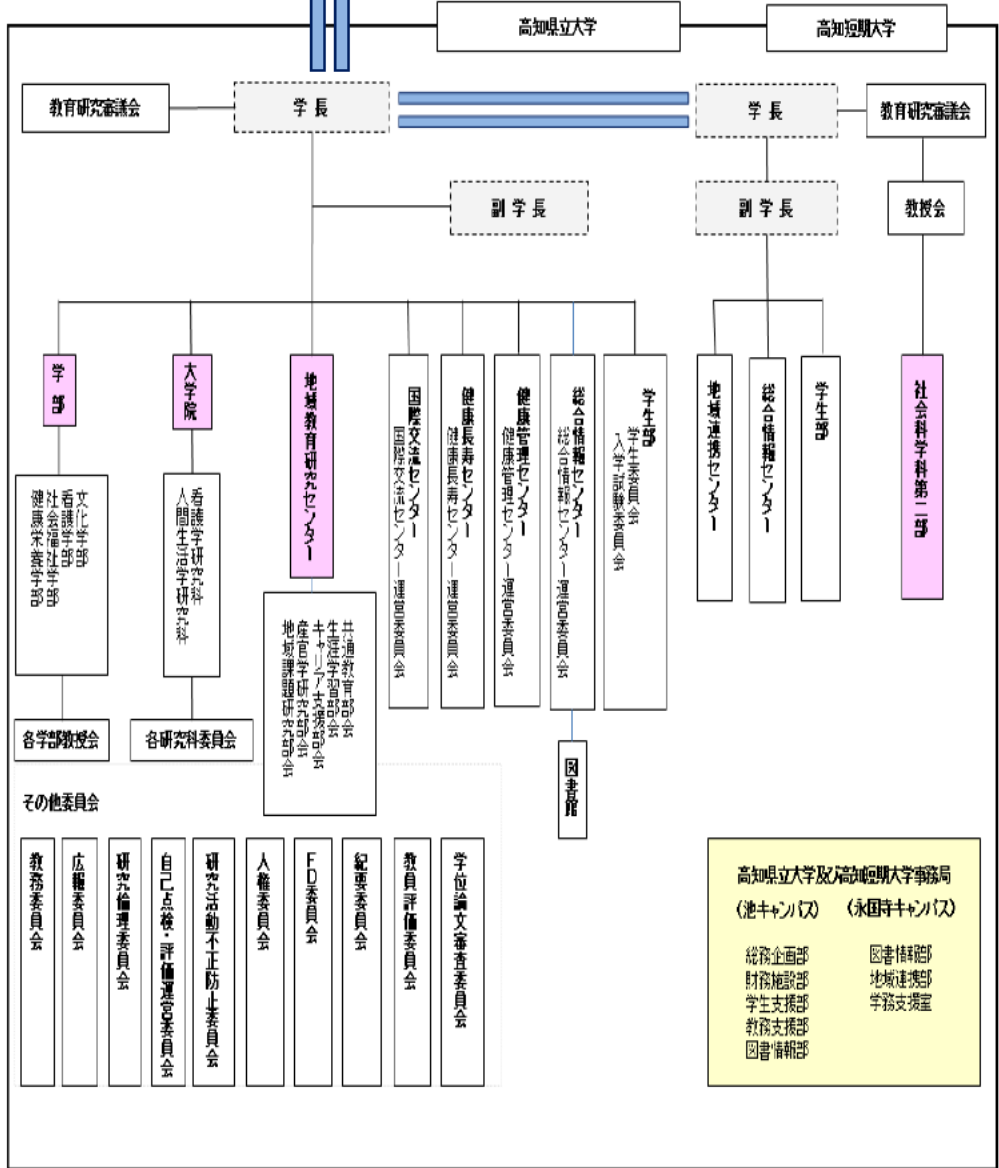 高知県立大学
高知短期大学
教育研究審議会
学長
学長
教育研究審議会
副学長
副学長
教授会
学部
大学院
地域教育研究センター
国際交流センター
国際交流センター運営委員会
健康長寿センター
健康長寿センター運営委員会
健康管理センター
健康管理センター運営委員会
総合情報センター
総合情報センター運営委員会
学生部
学生委員会
入学試験委員会
地域連携センター
総合情報センター
学生部
社会科学科第二部
文化学部
看護学部
社会福祉学部
健康栄養学部
看護学研究科
人間生活学研究科
共通教育部会
生涯学習部会
キャリア支援部会
産官学研究部会
地域課題研究部会
各学部教授会
各研究科委員会
図書館
その他委員会
教務委員会
広報委員会
研究倫理委員会
自己点検・評価運営委員会
研究活動不正防止委員会
人権委員会
FD委員会
紀要委員会
教員評価委員会
学位論文審査委員会
高知県立大学及び高知短期大学事務局
(池キャンパス)
(永国寺キャンパス)
総務企画部
財務施設部
学生支援部
教務支援部
図書情報部
図書情報部
地域連携部
学務支援室